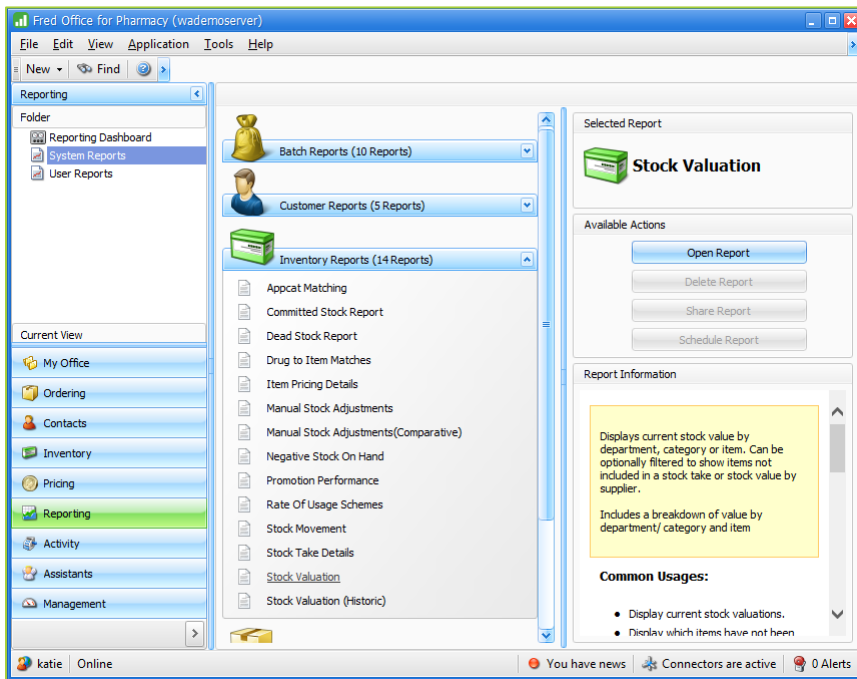 Fred Office for Pharmacy (wademoserver)
File Edit View Application Tools Help
New Find
Reporting
Folder
Reporting Dashboard
System Reports
User Reports
Current View
My Office
Ordering
Contacts
Inventory
Pricing
Reporting
Activity
Assistants
Management
Batch Reports (10 Reports)
Customer Reports (5 Reports)
Inventory Reports (14 Reports)
Appcat Matching
Committed Stock Report
Dead Stock Report
Drug to Item Matches
Item Pricing Details
Manual Stock Adjustments
Manual Stock Adjustments(Comparative)
Negative Stock On Hand
Promotion Performance
Rate Of Usage Schemes
Stock Movement
Stock Take Details
Stock Valuation
Stock Valuation (Historic)
Selected Report
Stock Valuation
Available Actions
Open Report
Delete Report
Share Report
Schedule Report
Report Information
Displays current stock value by
department, category or item. Can be
optionally filtered to show items not
included in a stock take or stock value by
supplier.
Includes a breakdown of value by
department/ category and item
Common Usages:
• Display current stock valuations.
• Display which items have not been
katie Online
You have news Connectors are active 0 Alerts